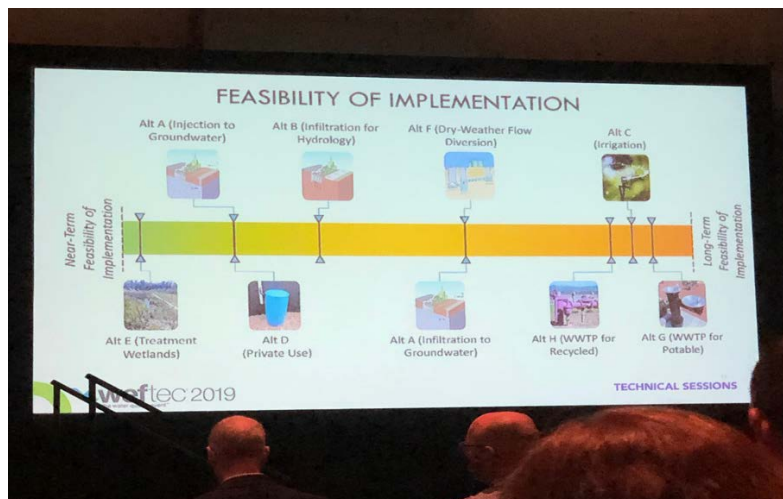 FEASIBILITY OF IMPLEMENTATION
Alt A (Injection to
Groundwater)
Alt B (Infiltration for
Hydrology)
Alt F (Dry-Weather Flow
Diversion)
Alt C
(Irrigation)
Near-Term
Feasibility of
Implementation
Long-Term
Feasibility of
Implementation
Alt E (Treatment
Wetlands)
Alt D
(Private Use)
Alt A (Infiltration to
Groundwater)
Alt H (WWTP for
Recycled)
Alt G (WWTP for
Potable)
weftec 2019
TECHNICAL SESSIONS